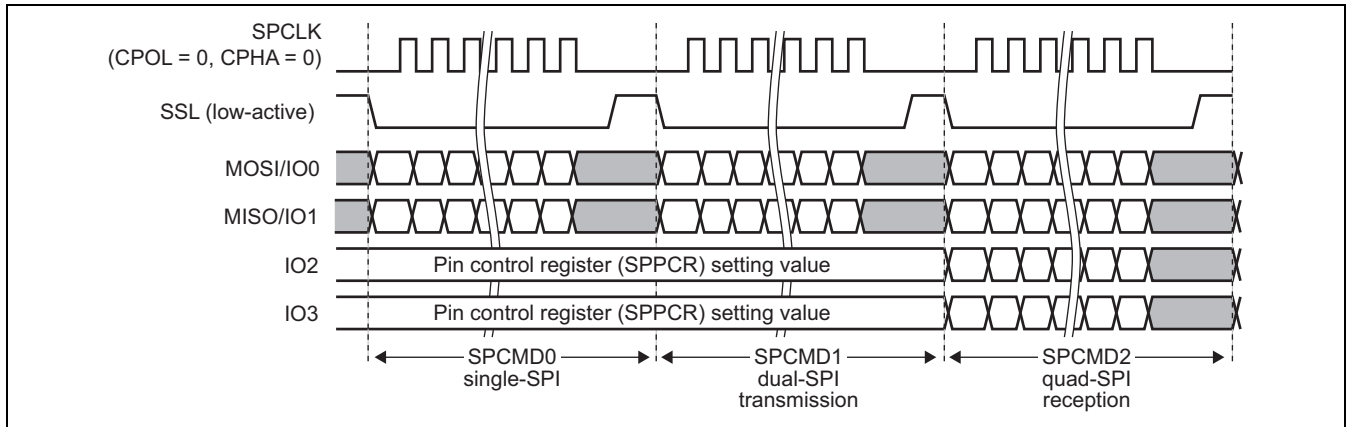 SPCLK
(CPOL = 0, CPHA = 0)
SSL (low-active)
MOSI/IO0
MISO/IO1
IO2
Pin control register (SPPCR) setting value
IO3
Pin control register (SPPCR) setting value
SPCMD0
single-SPI
SPCMD1
dual-SPI
transmission
SPCMD2
quad-SPI
reception